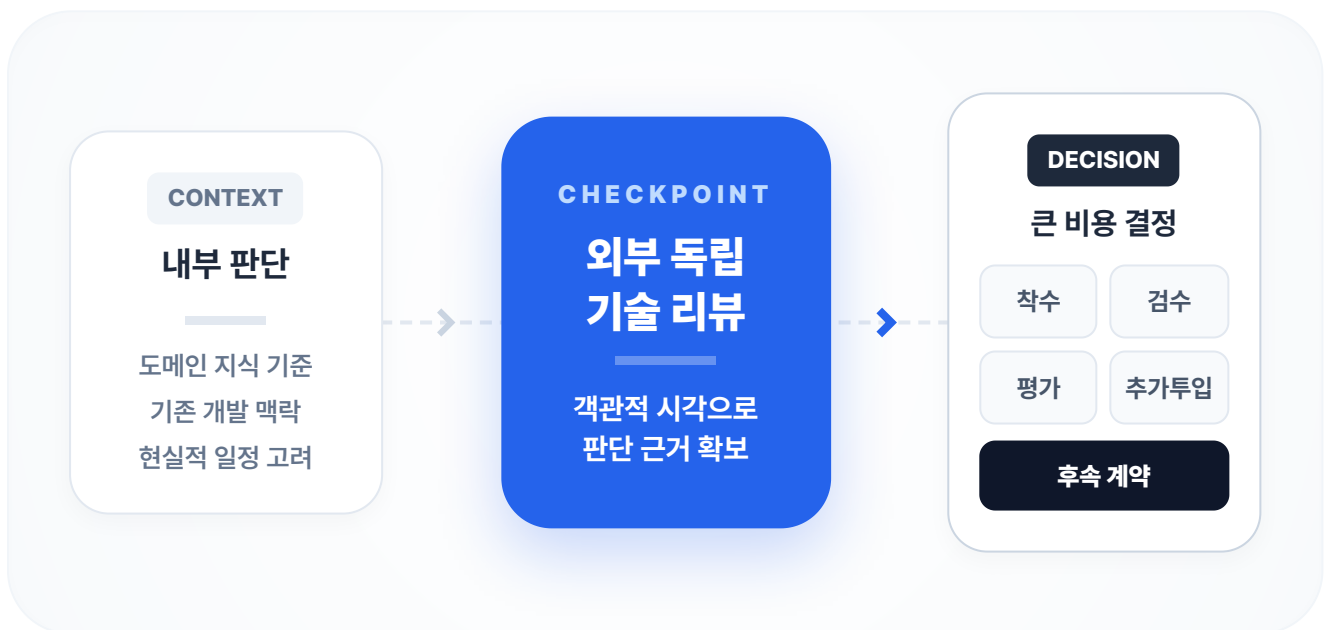 CONTEXT
내부 판단
도메인 지식 기준
기존 개발 맥락
현실적 일정 고려
CHECKPOINT
외부 독립
기술 리뷰
객관적 시각으로
판단 근거 확보
DECISION
큰 비용 결정
착수
검수
평가
추가투입
후속 계약